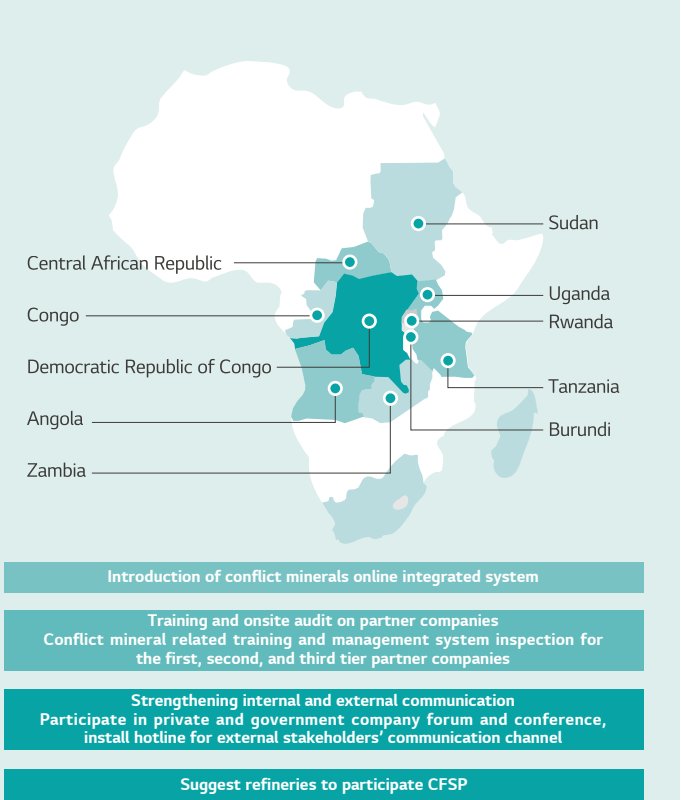 Sudan
Central African Republic
Uganda
Congo
Rwanda
Democratic Republic of Congo
Tanzania
Angola
Burundi
Zambia
Introduction of conflict minerals online integrated system
Training and onsite audit on partner companies
Conflict mineral related training and management system inspection for
the first, second, and third tier partner companies
Strengthening internal and external communication
Participate in private and government company forum and conference,
install hotline for external stakeholders’ communication channel
Suggest refineries to participate CFSP